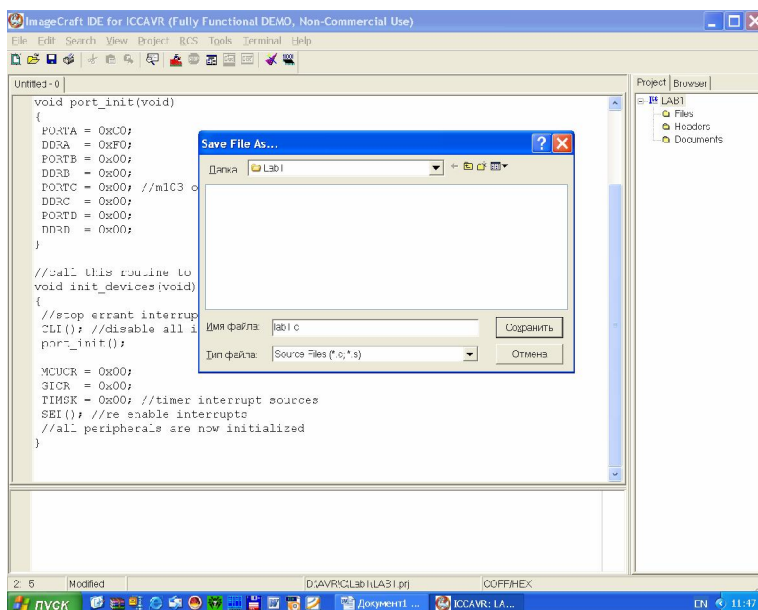 ImageCraft IDE for ICCAVR (Fully Functional DEMO, Non-Commercial Use)
File Edit Search View Project RCS Tools Terminal Help
Untitled-0
Project Browser
void port_init(void)
{
PORTA = 0xC0;
DDRA = 0xF0;
PORTB = 0x00;
DDRB = 0x00;
PORTC = 0x00; //m103 o
DDRC = 0x00;
PORTD = 0x00;
DDRD = 0x00;
}
//call this routine to
void init_devices(void)
{
//stop errant interrup
CLI(); //disable all i
port_init();
MCUCR = 0x00;
GICR = 0x00;
TIMSK = 0x00; //timer interrupt sources
SEI(); //re enable interrupts
//all peripherals are now initialized
}
Save File As...
Папка
Lab1
Имя файла:
lab1.c
Сохранить
Тип файла:
Source Files (*.c;*.s)
Отмена
LAB1
Files
Headers
Documents
2: 5 Modified D:\AVR\C\Lab1\LAB1.prj COFF/HEX
пуск Документ1 ... ICCAVR: LA... EN 11:47